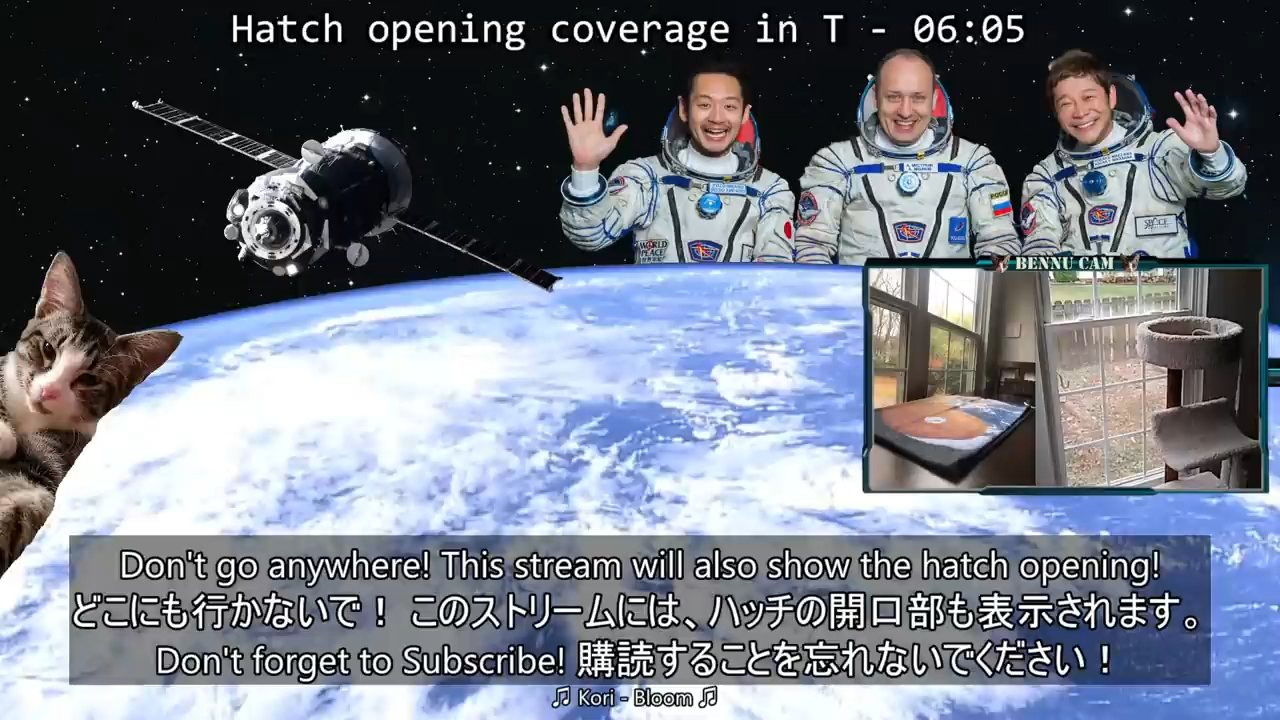 Hatch opening coverage in T - 06:05
WORLD
PEACE
BENNU CAM
Don't go anywhere! This stream will also show the hatch opening!
どこにも行かないで！ このストリームには、ハッチの開口部も表示されます。
Don't forget to Subscribe! 購読することを忘れないでください！
♫ Kori - Bloom ♫